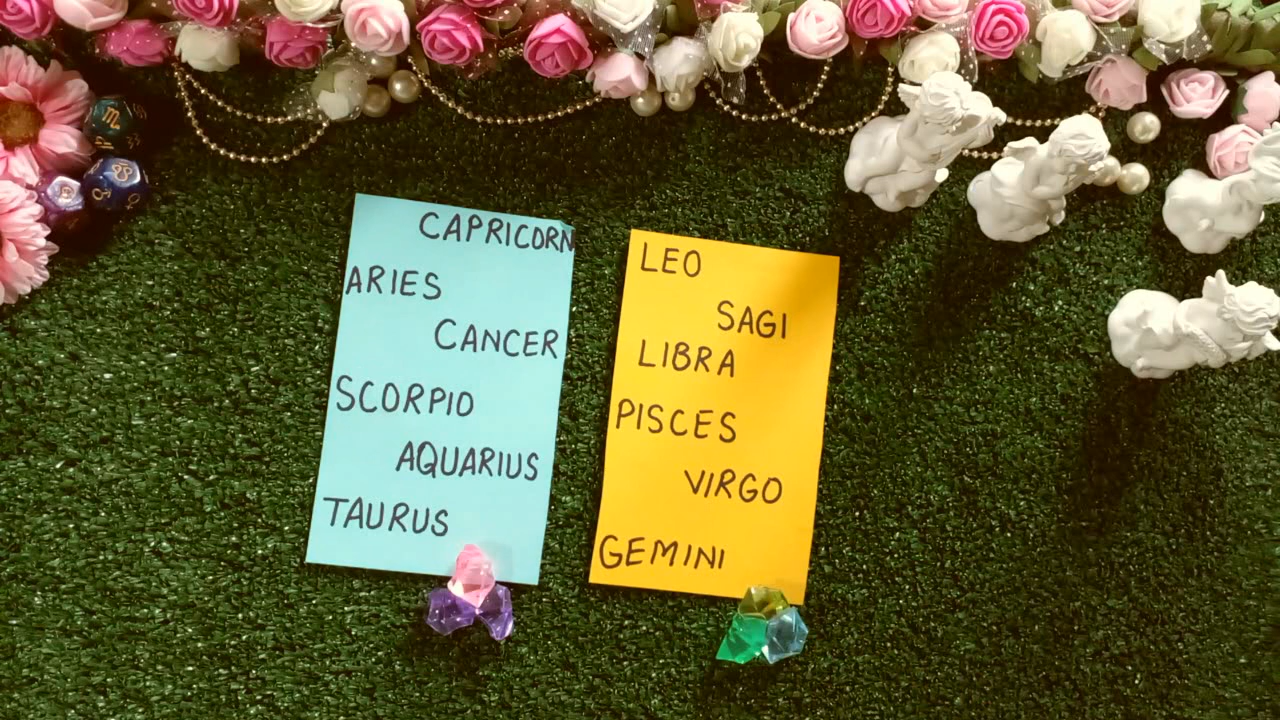 CAPRICORN
ARIES
CANCER
SCORPIO
AQUARIUS
TAURUS
LEO
SAGI
LIBRA
PISCES
VIRGO
GEMINI